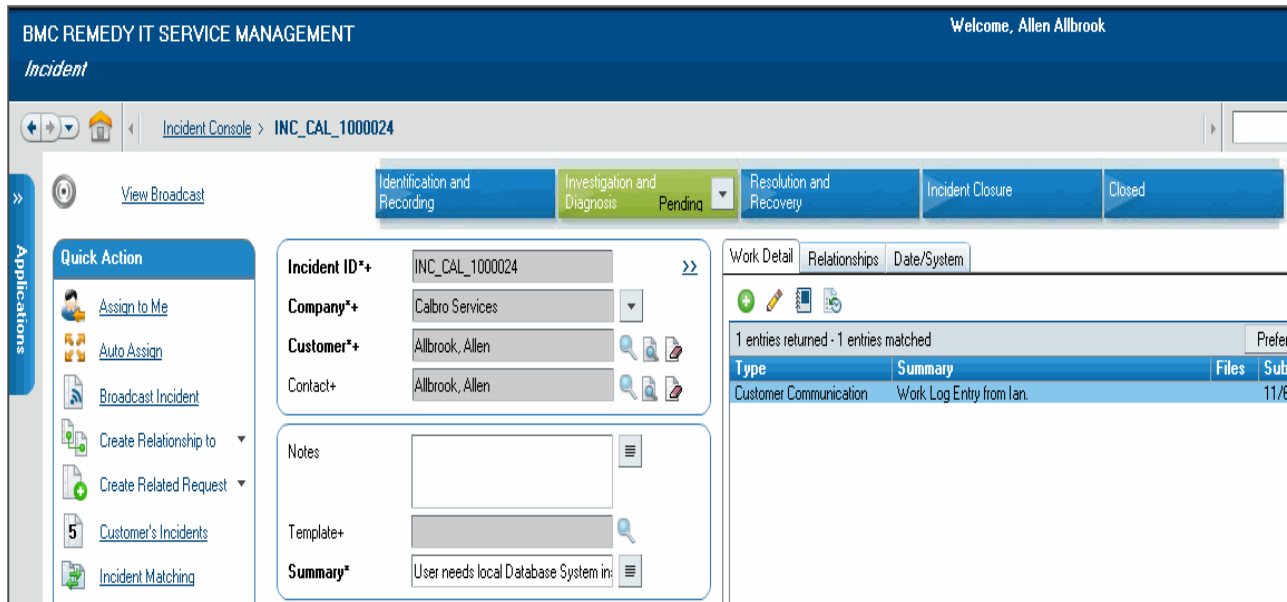 BMC REMEDY IT SERVICE MANAGEMENT
Welcome, Allen Allbrook
Incident
Incident Console > INC_CAL_1000024
View Broadcast
Identification and
Recording
Investigation and
Diagnosis Pending
Resolution and
Recovery
Incident Closure
Closed
Applications
Quick Action
Assign to Me
Auto Assign
Broadcast Incident
Create Relationship to
Create Related Request
5 Customer's Incidents
Incident Matching
Incident ID*+ INC_CAL_1000024 >>
Company*+ Calbro Services
Customer*+ Allbrook, Allen
Contact+ Allbrook, Allen
Notes
Template+
Summary* User needs local Database System in
Work Detail Relationships Date/System
1 entries returned - 1 entries matched Prefer
Type Summary Files Sub
Customer Communication Work Log Entry from Ian. 11/6